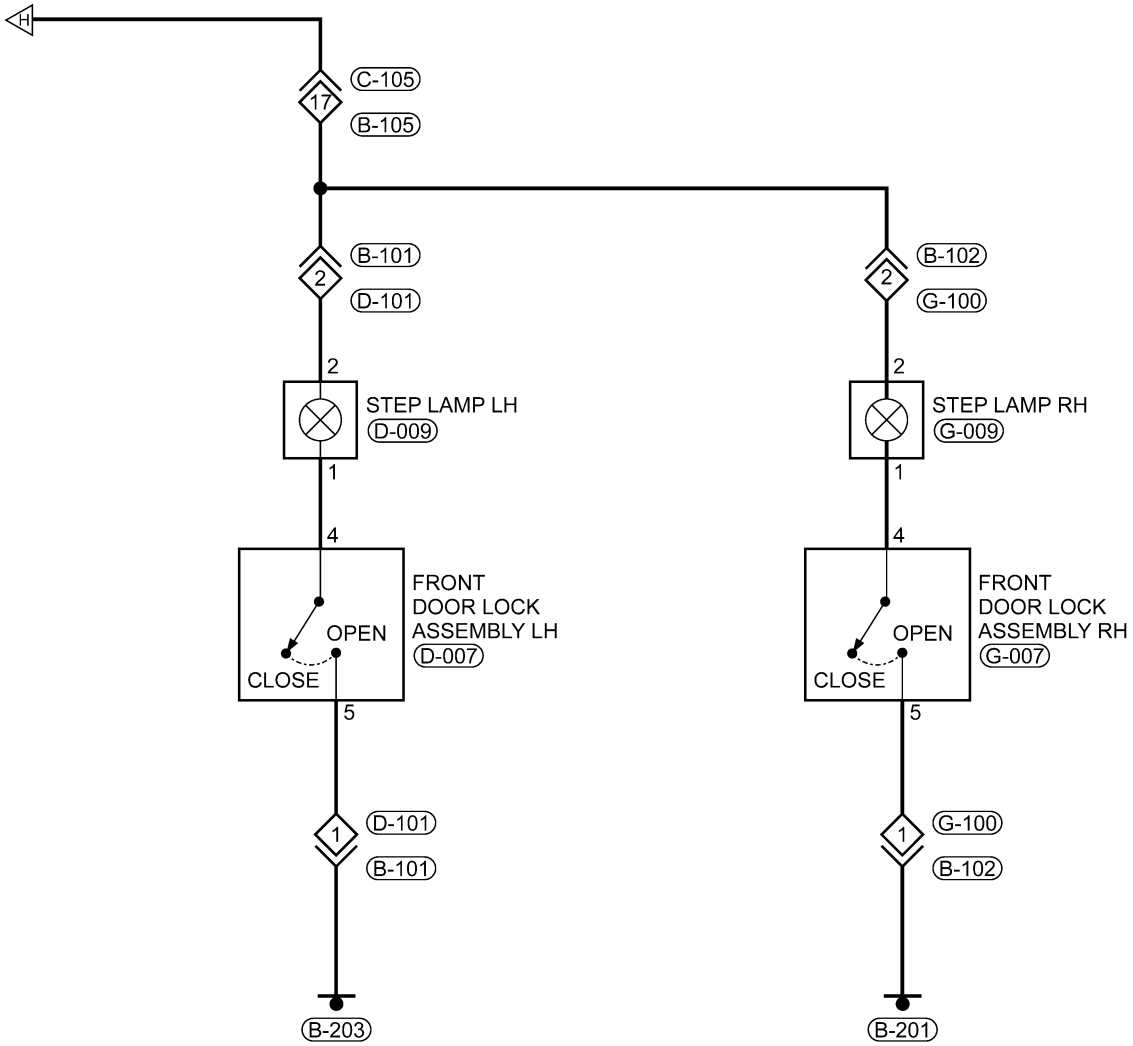 H
C-105
17
B-105
B-101
2
D-101
B-102
2
G-100
2
STEP LAMP LH
D-009
1
2
STEP LAMP RH
G-009
1
4
FRONT
DOOR LOCK
ASSEMBLY LH
D-007
OPEN
CLOSE
5
4
FRONT
DOOR LOCK
ASSEMBLY RH
G-007
OPEN
CLOSE
5
D-101
1
B-101
G-100
1
B-102
B-203
B-201